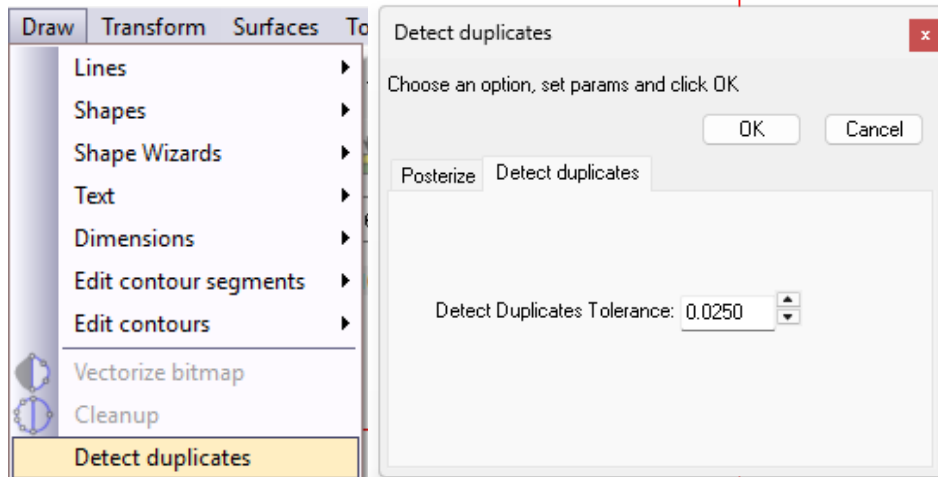 Draw Transform Surfaces To
Lines
Shapes
Shape Wizards
Text
Dimensions
Edit contour segments
Edit contours
Vectorize bitmap
Cleanup
Detect duplicates
Detect duplicates
x
Choose an option, set params and click OK
OK Cancel
Posterize Detect duplicates
Detect Duplicates Tolerance: 0.0250